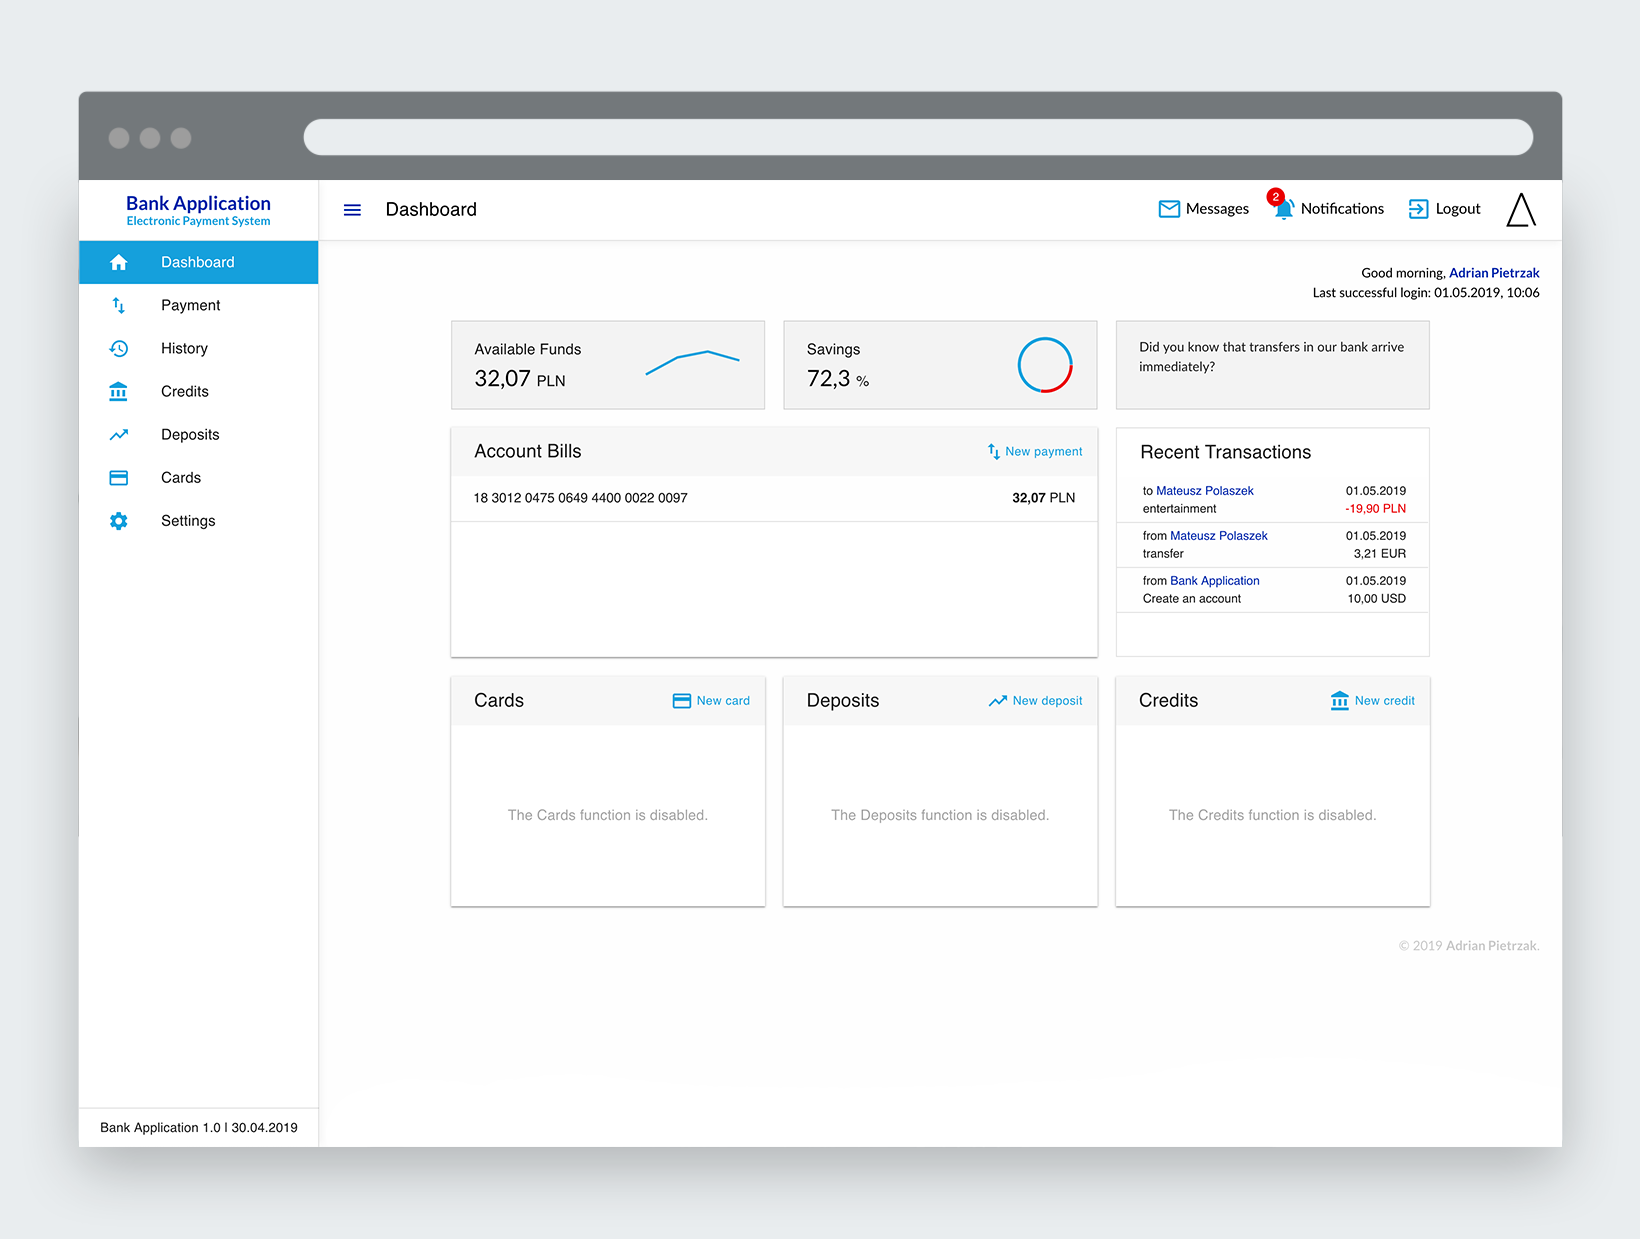 Bank Application
Electronic Payment System
Dashboard
Messages
2
Notifications
Logout
Dashboard
Payment
History
Credits
Deposits
Cards
Settings
Good morning, Adrian Pietrzak
Last successful login: 01.05.2019, 10:06
Available Funds
32,07 PLN
Savings
72,3 %
Did you know that transfers in our bank arrive
immediately?
Account Bills
New payment
18 3012 0475 0649 4400 0022 0097
32,07 PLN
Recent Transactions
to Mateusz Polaszek 01.05.2019
entertainment -19,90 PLN
from Mateusz Polaszek 01.05.2019
transfer 3,21 EUR
from Bank Application 01.05.2019
Create an account 10,00 USD
Cards
New card
The Cards function is disabled.
Deposits
New deposit
The Deposits function is disabled.
Credits
New credit
The Credits function is disabled.
© 2019 Adrian Pietrzak.
Bank Application 1.0 | 30.04.2019